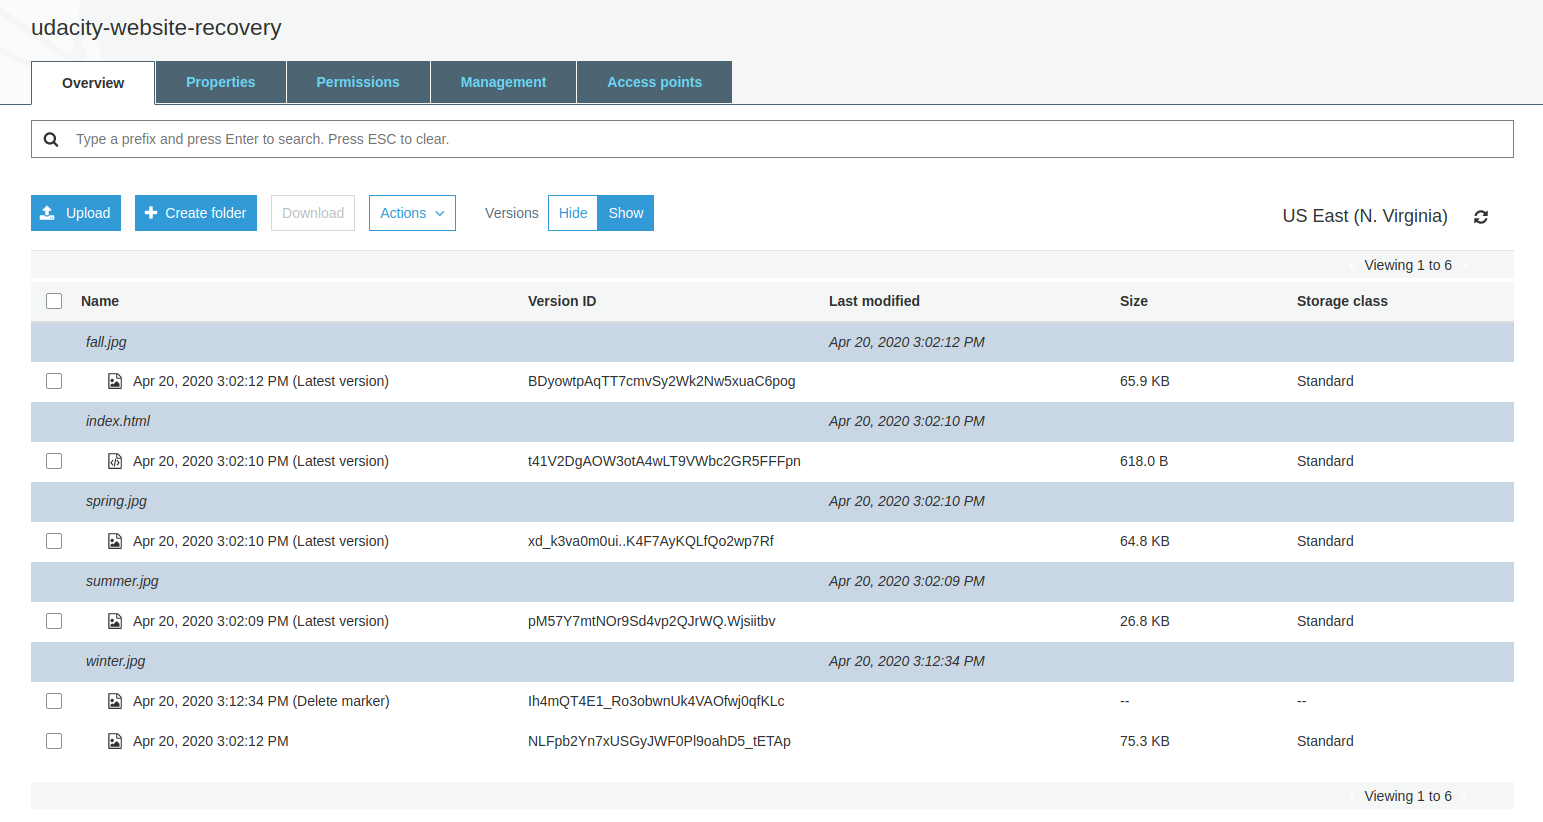 udacity-website-recovery
Overview Properties Permissions Management Access points
Type a prefix and press Enter to search. Press ESC to clear.
Upload Create folder Download Actions Versions Hide Show US East (N. Virginia)
Viewing 1 to 6
Name Version ID Last modified Size Storage class
fall.jpg Apr 20, 2020 3:02:12 PM
Apr 20, 2020 3:02:12 PM (Latest version) BDyowtpAqTT7cmvSy2Wk2Nw5xuaC6pog 65.9 KB Standard
index.html Apr 20, 2020 3:02:10 PM
Apr 20, 2020 3:02:10 PM (Latest version) t41V2DgAOW3otA4wLT9VWbc2GR5FFFpn 618.0 B Standard
spring.jpg Apr 20, 2020 3:02:10 PM
Apr 20, 2020 3:02:10 PM (Latest version) xd_k3va0m0ui..K4F7AyKQLfQo2wp7Rf 64.8 KB Standard
summer.jpg Apr 20, 2020 3:02:09 PM
Apr 20, 2020 3:02:09 PM (Latest version) pM57Y7mtNOr9Sd4vp2QJrWQ.Wjsiitbv 26.8 KB Standard
winter.jpg Apr 20, 2020 3:12:34 PM
Apr 20, 2020 3:12:34 PM (Delete marker) Ih4mQT4E1_Ro3obwnUk4VAOfwj0qfKLc -- --
Apr 20, 2020 3:02:12 PM NLFpb2Yn7xUSGyJWF0Pl9oahD5_tETAp 75.3 KB Standard
Viewing 1 to 6